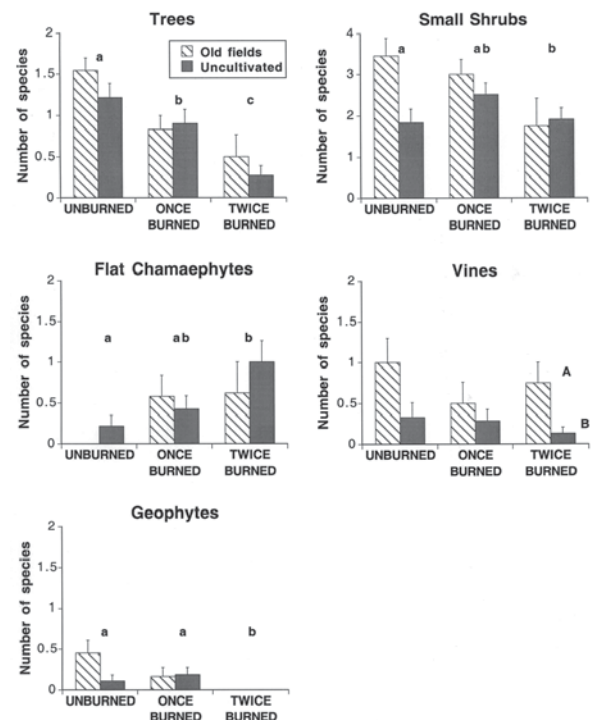 Trees
Number of species
2
1.5
1
0.5
0
a
b
c
Old fields
Uncultivated
UNBURNED
ONCE
BURNED
TWICE
BURNED
Small Shrubs
Number of species
4
3
2
1
0
a
a b
b
UNBURNED
ONCE
BURNED
TWICE
BURNED
Flat Chamaephytes
Number of species
2
1.5
1
0.5
0
a
a b
b
UNBURNED
ONCE
BURNED
TWICE
BURNED
Vines
Number of species
2
1.5
1
0.5
0
A
B
UNBURNED
ONCE
BURNED
TWICE
BURNED
Geophytes
Number of species
2
1
0.5
0
a
a
b
UNBURNED
ONCE
BURNED
TWICE
BURNED